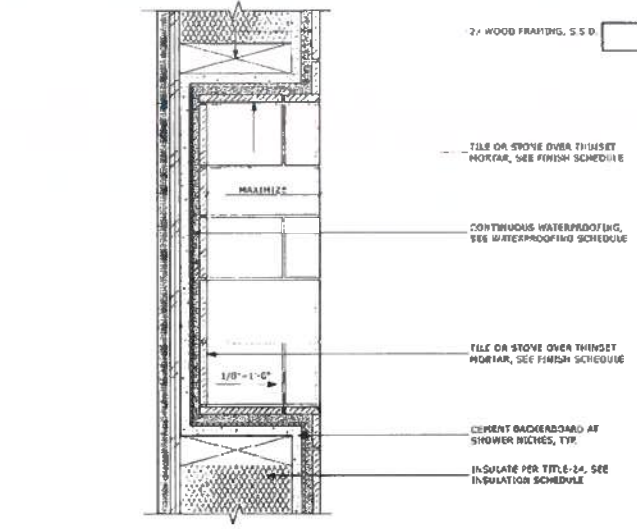 2x WOOD FRAMING, S.S.D.
TILE OR STONE OVER THINSET
MORTAR, SEE FINISH SCHEDULE
MAXIMIZE
CONTINUOUS WATERPROOFING,
SEE WATERPROOFING SCHEDULE
TILE OR STONE OVER THINSET
MORTAR, SEE FINISH SCHEDULE
1/8"=1'-0"
CEMENT BACKERBOARD AT
SHOWER NICHES, TYP.
INSULATE PER TITLE-24, SEE
INSULATION SCHEDULE